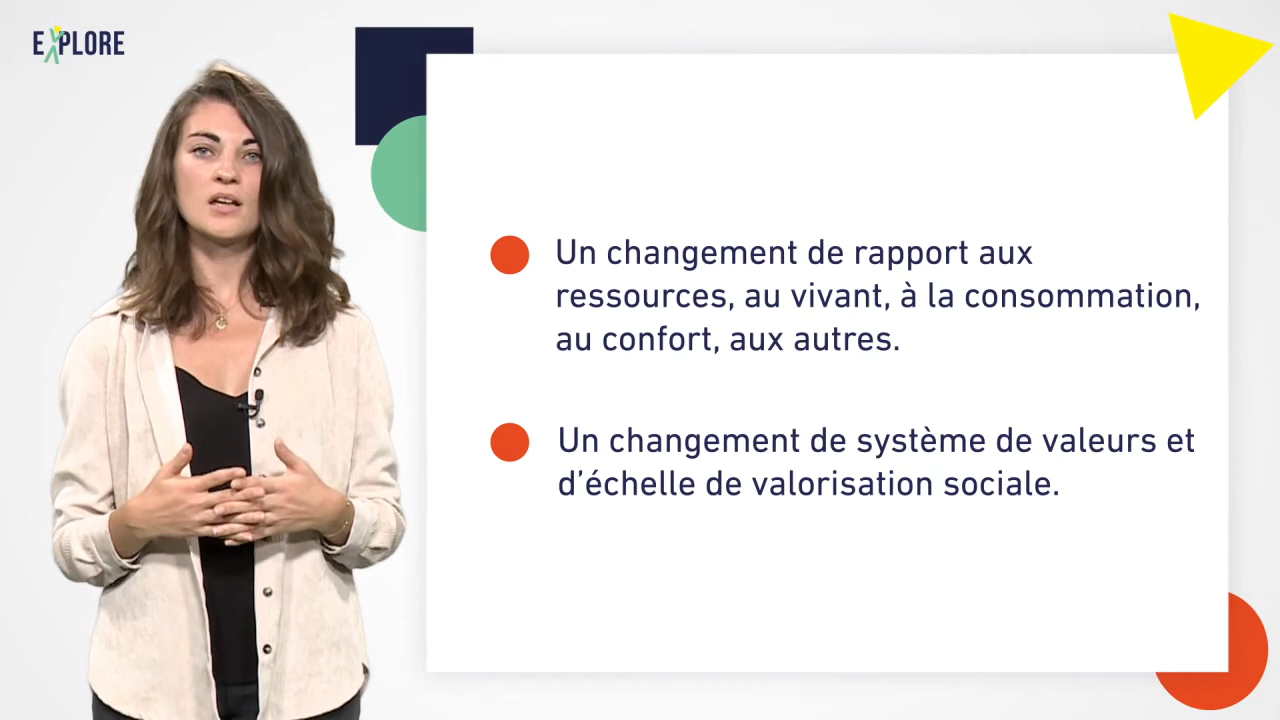 EXPLORE
Un changement de rapport aux
ressources, au vivant, à la consommation,
au confort, aux autres.
Un changement de système de valeurs et
d’échelle de valorisation sociale.